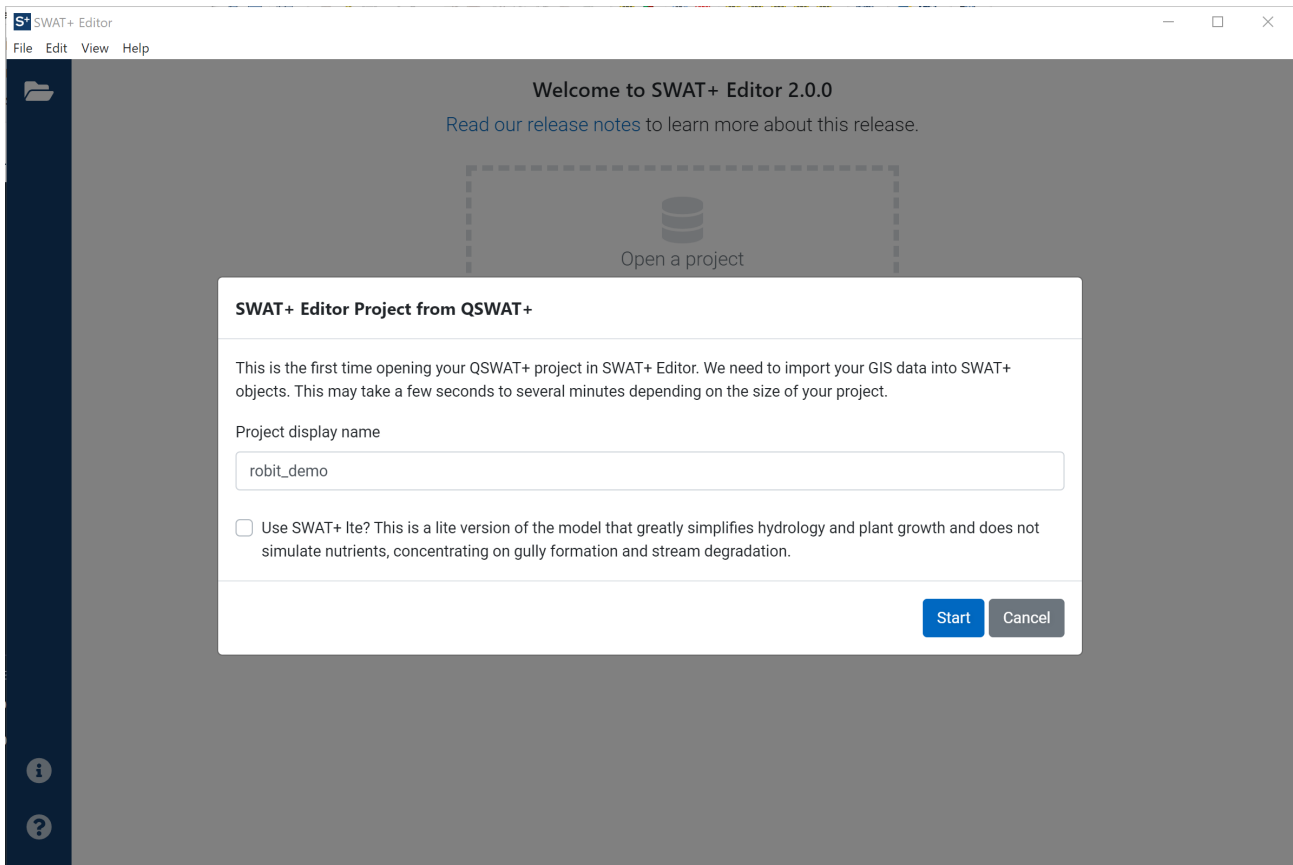 S+ SWAT+ Editor
File Edit View Help
Welcome to SWAT+ Editor 2.0.0
Read our release notes to learn more about this release.
Open a project
SWAT+ Editor Project from QSWAT+
This is the first time opening your QSWAT+ project in SWAT+ Editor. We need to import your GIS data into SWAT+
objects. This may take a few seconds to several minutes depending on the size of your project.
Project display name
robit_demo
Use SWAT+ lte? This is a lite version of the model that greatly simplifies hydrology and plant growth and does not
simulate nutrients, concentrating on gully formation and stream degradation.
Start Cancel